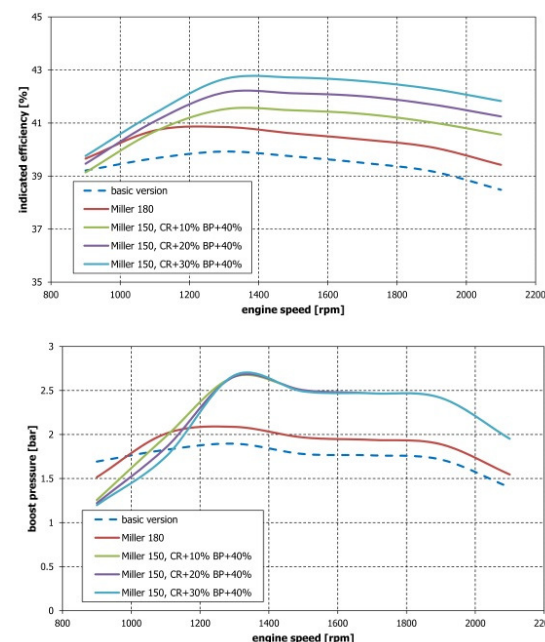 45
43
41
39
37
35
indicated efficiency [%]
basic version
Miller 180
Miller 150, CR+10% BP+40%
Miller 150, CR+20% BP+40%
Miller 150, CR+30% BP+40%
800 1000 1200 1400 1600 1800 2000 2200
engine speed [rpm]
3
2.5
2
1.5
1
0.5
0
boost pressure [bar]
basic version
Miller 180
Miller 150, CR+10% BP+40%
Miller 150, CR+20% BP+40%
Miller 150, CR+30% BP+40%
800 1000 1200 1400 1600 1800 2000 220
engine speed [rpm]